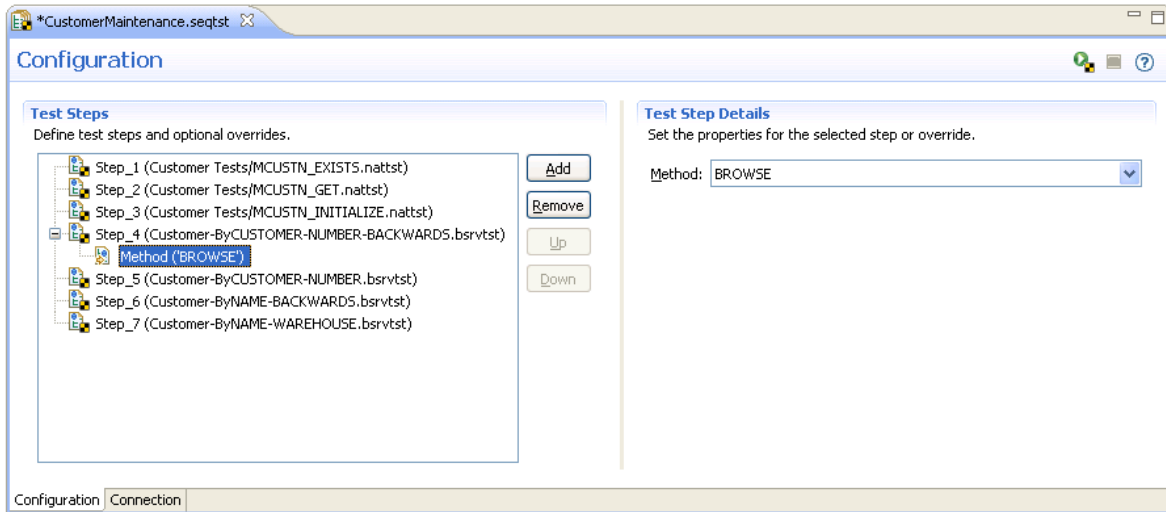 *CustomerMaintenance.seqtst
Configuration
Test Steps
Define test steps and optional overrides.
Step_1 (Customer Tests/MCUSTN_EXISTS.nattst)
Step_2 (Customer Tests/MCUSTN_GET.nattst)
Step_3 (Customer Tests/MCUSTN_INITIALIZE.nattst)
Step_4 (Customer-ByCUSTOMER-NUMBER-BACKWARDS.bsrvtst)
Method ('BROWSE')
Step_5 (Customer-ByCUSTOMER-NUMBER.bsrvtst)
Step_6 (Customer-ByNAME-BACKWARDS.bsrvtst)
Step_7 (Customer-ByNAME-WAREHOUSE.bsrvtst)
Add
Remove
Up
Down
Test Step Details
Set the properties for the selected step or override.
Method: BROWSE
Configuration Connection